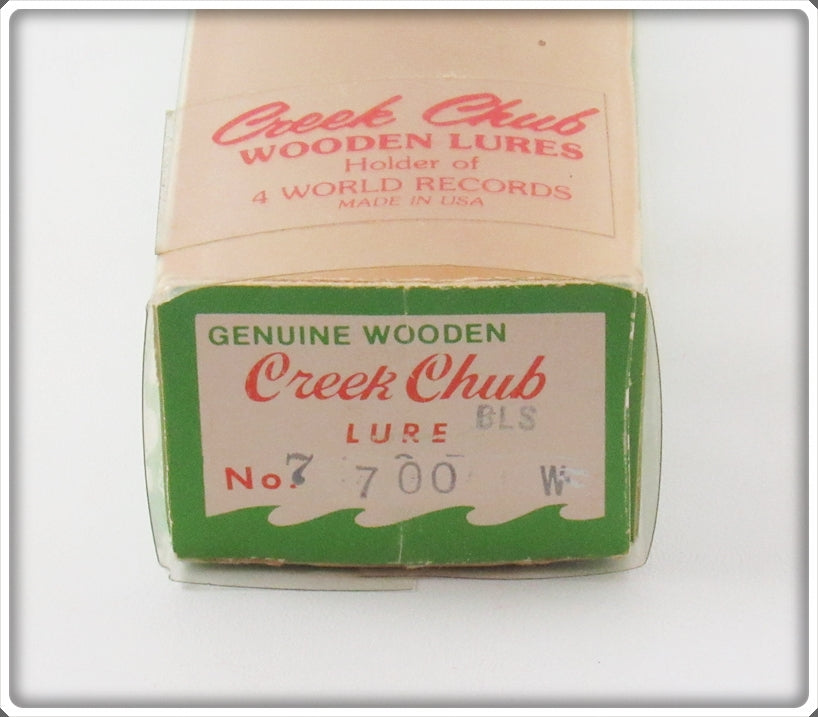 Creek Chub
WOODEN LURES
Holder of
4 WORLD RECORDS
MADE IN USA
GENUINE WOODEN
Creek Chub
BLS
LURE
No. 7 700 W